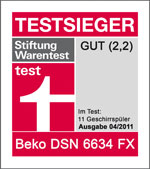 TESTSIEGER
Stiftung
Warentest
GUT (2,2)
test
Im Test:
11 Geschirrspüler
Ausgabe 04/2011
Beko DSN 6634 FX